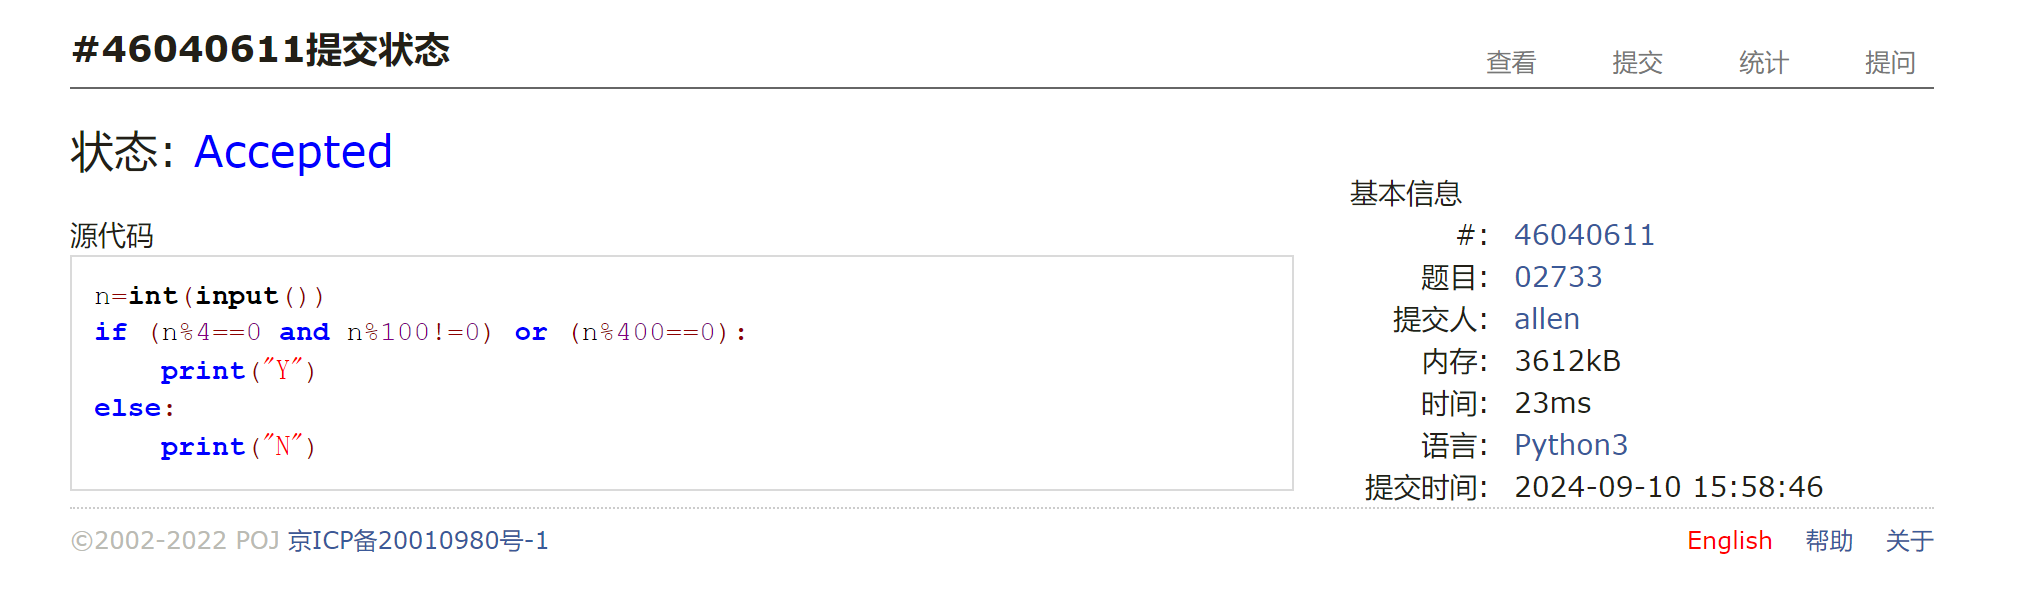 #46040611提交状态
查看 提交 统计 提问
状态: Accepted
源代码
n=int(input())
if (n%4==0 and n%100!=0) or (n%400==0):
    print("Y")
else:
    print("N")
基本信息
#: 46040611
题目: 02733
提交人: allen
内存: 3612kB
时间: 23ms
语言: Python3
提交时间: 2024-09-10 15:58:46
©2002-2022 POJ 京ICP备20010980号-1
English 帮助 关于